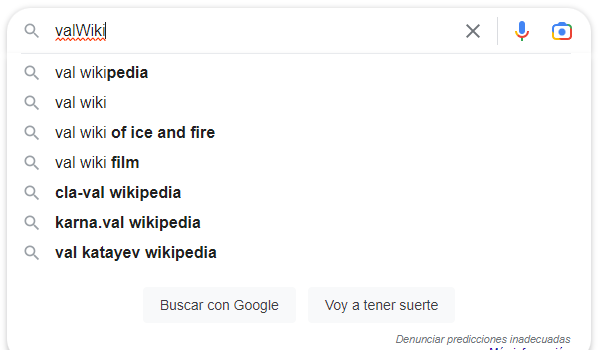 valWiki
val wikipedia
val wiki
val wiki of ice and fire
val wiki film
cla-val wikipedia
karna.val wikipedia
val katayev wikipedia
Buscar con Google Voy a tener suerte
Denunciar predicciones inadecuadas